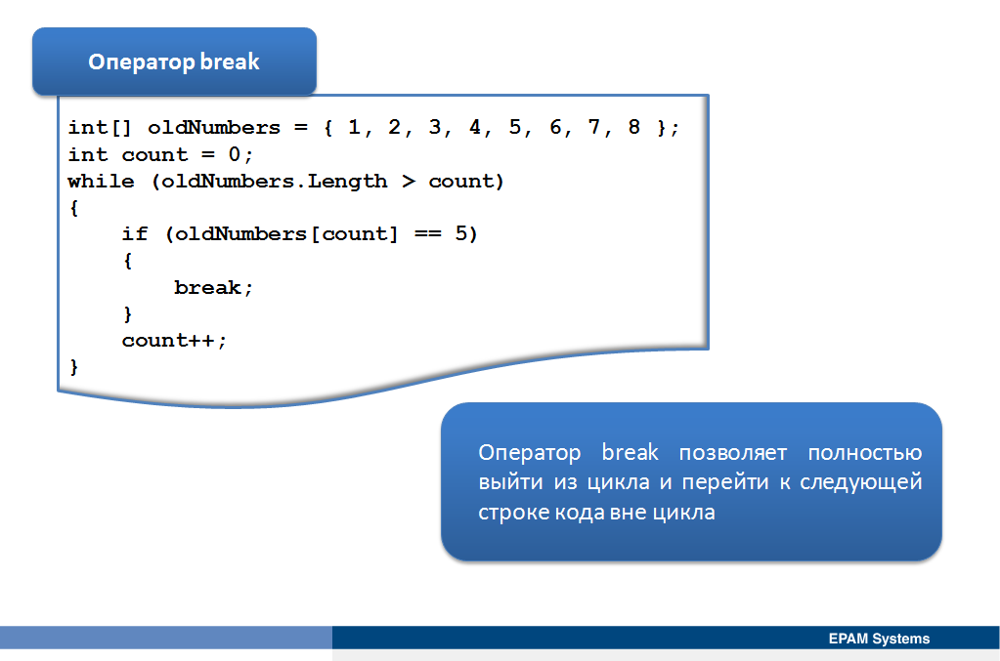 Оператор break
int[] oldNumbers = { 1, 2, 3, 4, 5, 6, 7, 8 };
int count = 0;
while (oldNumbers.Length > count)
{
    if (oldNumbers[count] == 5)
    {
        break;
    }
    count++;
}
Оператор break позволяет полностью
выйти из цикла и перейти к следующей
строке кода вне цикла
EPAM Systems